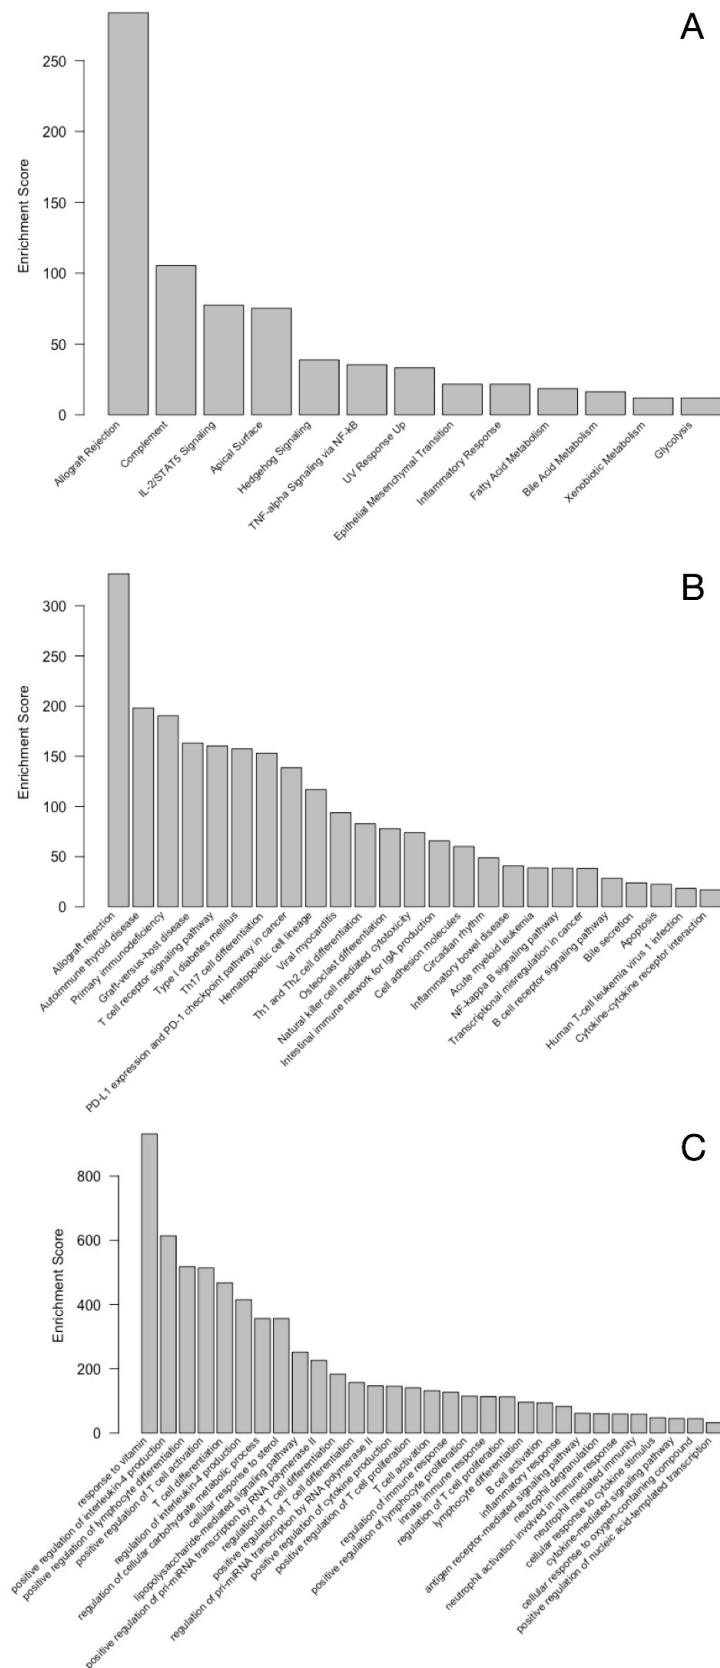 A
250
200
150
100
50
0
Enrichment Score
Allograft Rejection
Complement
IL-2/STAT5 Signaling
Apical Surface
Hedgehog Signaling
TNF-alpha Signaling via NF-kB
UV Response Up
Epithelial Mesenchymal Transition
Inflammatory Response
Fatty Acid Metabolism
Bile Acid Metabolism
Xenobiotic Metabolism
Glycolysis
B
300
250
200
150
100
50
0
Enrichment Score
Allograft rejection
Autoimmune thyroid disease
Primary immunodeficiency
Graft-versus-host disease
T cell receptor signaling pathway
Type I diabetes mellitus
Th17 cell differentiation
PD-L1 expression and PD-1 checkpoint pathway in cancer
Hematopoietic cell lineage
Viral myocarditis
Th1 and Th2 cell differentiation
Osteoclast differentiation
Natural killer cell mediated cytotoxicity
Intestinal immune network for IgA production
Cell adhesion molecules
Circadian rhythm
Inflammatory bowel disease
Acute myeloid leukemia
NF-kappa B signaling pathway
Transcriptional misregulation in cancer
B cell receptor signaling pathway
Bile secretion
Apoptosis
Human T-cell leukemia virus 1 infection
Cytokine-cytokine receptor interaction
C
800
600
400
200
0
Enrichment Score
response to vitamin
positive regulation of interleukin-4 production
positive regulation of lymphocyte differentiation
positive regulation of T cell activation
T cell differentiation
regulation of interleukin-4 production
regulation of cellular carbohydrate metabolic process
cellular response to sterol
lipopolysaccharide-mediated signaling pathway
positive regulation of pri-miRNA transcription by RNA polymerase II
regulation of T cell differentiation
positive regulation of T cell differentiation
regulation of pri-miRNA transcription by RNA polymerase II
positive regulation of cytokine production
positive regulation of T cell proliferation
T cell activation
regulation of immune response
positive regulation of lymphocyte proliferation
innate immune response
regulation of T cell proliferation
lymphocyte differentiation
B cell activation
inflammatory response
antigen receptor-mediated signaling pathway
neutrophil degranulation
neutrophil activation involved in immune response
neutrophil mediated immunity
cellular response to cytokine stimulus
cytokine-mediated signaling pathway
cellular response to oxygen-containing compound
positive regulation of nucleic acid-templated transcription